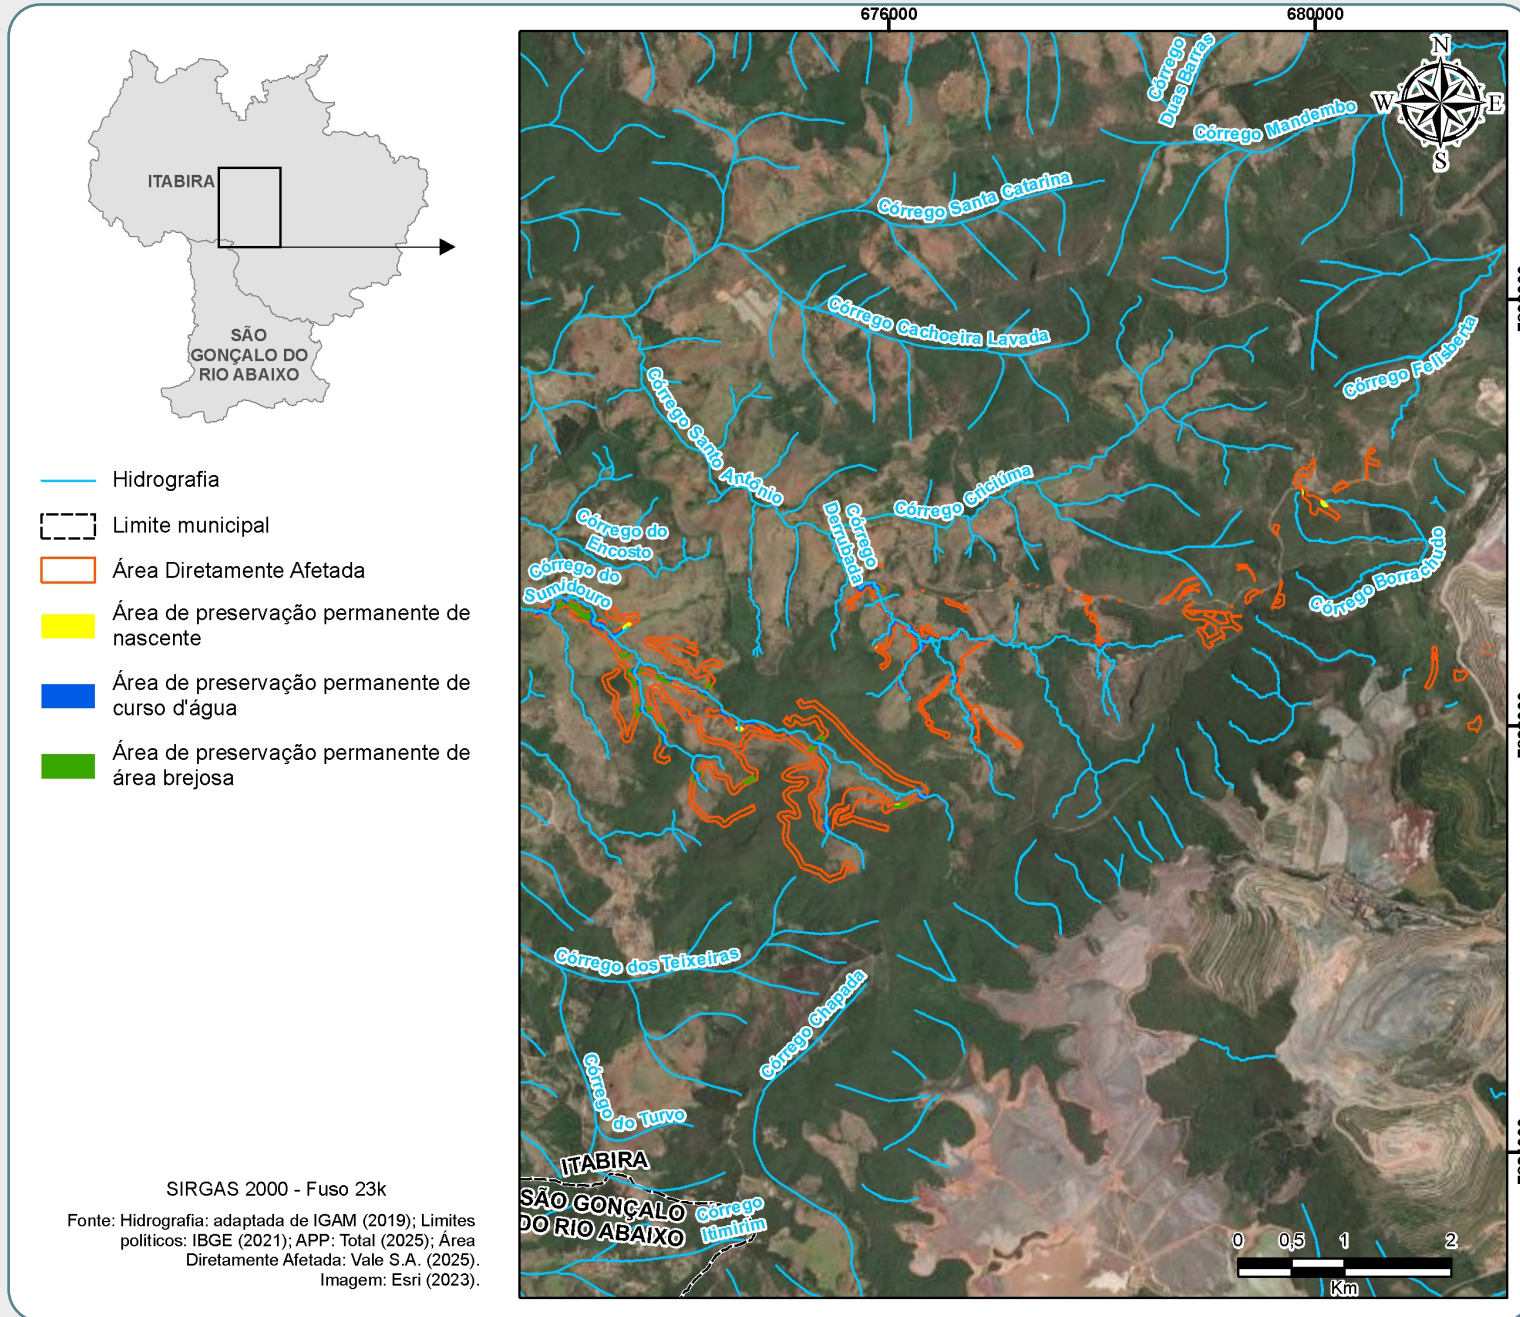 676000
680000
ITABIRA
SÃO
GONÇALO DO
RIO ABAIXO
Hidrografia
Limite municipal
Área Diretamente Afetada
Área de preservação permanente de
nascente
Área de preservação permanente de
curso d'água
Área de preservação permanente de
área brejosa
SIRGAS 2000 - Fuso 23k
Fonte: Hidrografia: adaptada de IGAM (2019); Limites
políticos: IBGE (2021); APP: Total (2025); Área
Diretamente Afetada: Vale S.A. (2025).
Imagem: Esri (2023).
Córrego
Duas Barras
N
W
E
S
Córrego Mandembo
Córrego Santa Catarina
Córrego Cachoeira Lavada
Córrego Felisberta
Córrego Santo Antônio
Córrego Criciúma
Córrego
Derrubada
Córrego do
Encosto
Córrego do
Sumidouro
Córrego Borrachudo
Córrego dos Teixeiras
Córrego Chapada
Córrego
do Turvo
ITABIRA
SÃO GONÇALO
DO RIO ABAIXO
Córrego
Itimirim
0 0,5 1 2
Km